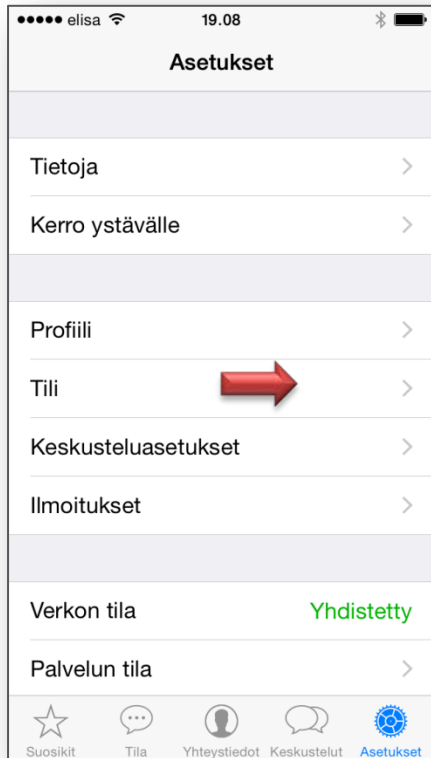 elisa 19.08
Asetukset
Tietoja
Kerro ystävälle
Profiili
Tili
Keskusteluasetukset
Ilmoitukset
Verkon tila Yhdistetty
Palvelun tila
Suosikit Tila Yhteystiedot Keskustelut Asetukset